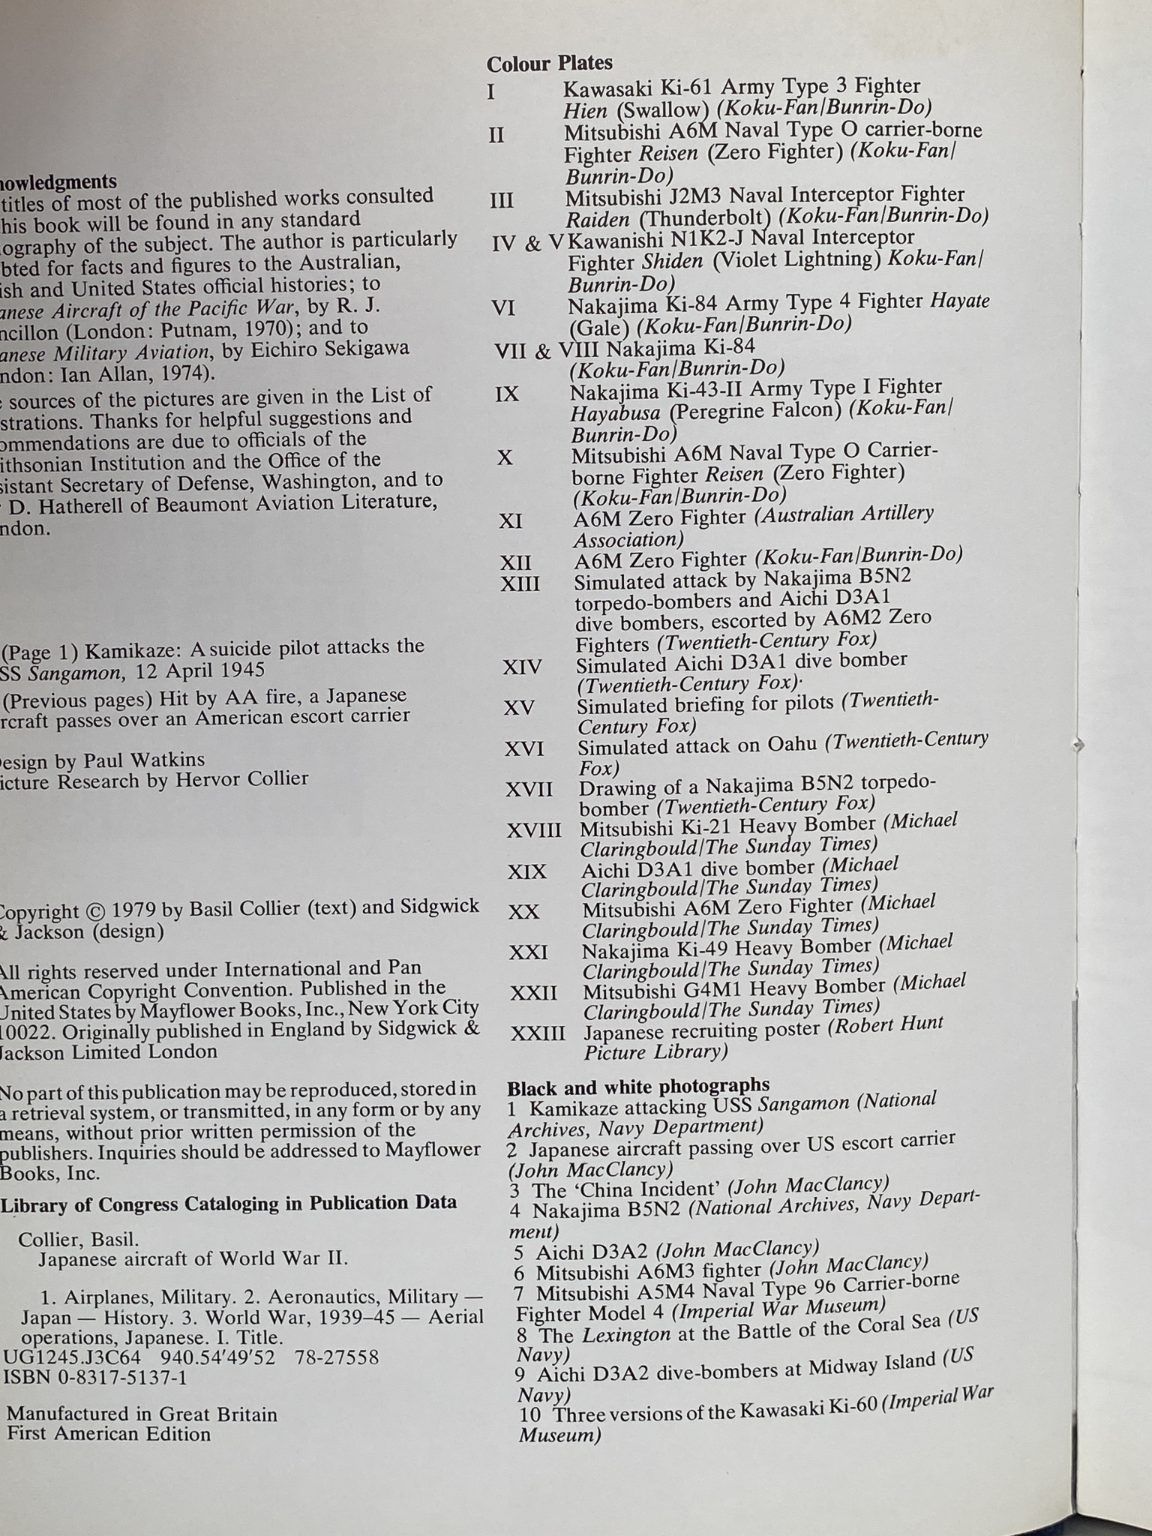 nowledgments
titles of most of the published works consulted
his book will be found in any standard
ography of the subject. The author is particularly
bted for facts and figures to the Australian,
ish and United States official histories; to
anese Aircraft of the Pacific War, by R. J.
ncillon (London: Putnam, 1970); and to
anese Military Aviation, by Eichiro Sekigawa
ndon: Ian Allan, 1974).
e sources of the pictures are given in the List of
strations. Thanks for helpful suggestions and
ommendations are due to officials of the
ithsonian Institution and the Office of the
sistant Secretary of Defense, Washington, and to
D. Hatherell of Beaumont Aviation Literature,
ndon.
(Page 1) Kamikaze: A suicide pilot attacks the
SS Sangamon, 12 April 1945
(Previous pages) Hit by AA fire, a Japanese
rcraft passes over an American escort carrier
esign by Paul Watkins
icture Research by Hervor Collier
Copyright © 1979 by Basil Collier (text) and Sidgwick
& Jackson (design)
All rights reserved under International and Pan
American Copyright Convention. Published in the
United States by Mayflower Books, Inc., New York City
10022. Originally published in England by Sidgwick &
Jackson Limited London
No part of this publication may be reproduced, stored in
a retrieval system, or transmitted, in any form or by any
means, without prior written permission of the
publishers. Inquiries should be addressed to Mayflower
Books, Inc.
Library of Congress Cataloging in Publication Data
Collier, Basil.
Japanese aircraft of World War II.
1. Airplanes, Military. 2. Aeronautics, Military —
Japan — History. 3. World War, 1939–45 — Aerial
operations, Japanese. I. Title.
UG1245.J3C64 940.54'49'52 78-27558
ISBN 0-8317-5137-1
Manufactured in Great Britain
First American Edition
Colour Plates
I Kawasaki Ki-61 Army Type 3 Fighter
Hien (Swallow) (Koku-Fan/Bunrin-Do)
II Mitsubishi A6M Naval Type O carrier-borne
Fighter Reisen (Zero Fighter) (Koku-Fan/
Bunrin-Do)
III Mitsubishi J2M3 Naval Interceptor Fighter
Raiden (Thunderbolt) (Koku-Fan/Bunrin-Do)
IV & V Kawanishi N1K2-J Naval Interceptor
Fighter Shiden (Violet Lightning) Koku-Fan/
Bunrin-Do)
VI Nakajima Ki-84 Army Type 4 Fighter Hayate
(Gale) (Koku-Fan/Bunrin-Do)
VII & VIII Nakajima Ki-84
(Koku-Fan/Bunrin-Do)
IX Nakajima Ki-43-II Army Type I Fighter
Hayabusa (Peregrine Falcon) (Koku-Fan/
Bunrin-Do)
X Mitsubishi A6M Naval Type O Carrier-
borne Fighter Reisen (Zero Fighter)
(Koku-Fan/Bunrin-Do)
XI A6M Zero Fighter (Australian Artillery
Association)
XII A6M Zero Fighter (Koku-Fan/Bunrin-Do)
XIII Simulated attack by Nakajima B5N2
torpedo-bombers and Aichi D3A1
dive bombers, escorted by A6M2 Zero
Fighters (Twentieth-Century Fox)
XIV Simulated Aichi D3A1 dive bomber
(Twentieth-Century Fox)
XV Simulated briefing for pilots (Twentieth-
Century Fox)
XVI Simulated attack on Oahu (Twentieth-Century
Fox)
XVII Drawing of a Nakajima B5N2 torpedo-
bomber (Twentieth-Century Fox)
XVIII Mitsubishi Ki-21 Heavy Bomber (Michael
Claringbould/The Sunday Times)
XIX Aichi D3A1 dive bomber (Michael
Claringbould/The Sunday Times)
XX Mitsubishi A6M Zero Fighter (Michael
Claringbould/The Sunday Times)
XXI Nakajima Ki-49 Heavy Bomber (Michael
Claringbould/The Sunday Times)
XXII Mitsubishi G4M1 Heavy Bomber (Michael
Claringbould/The Sunday Times)
XXIII Japanese recruiting poster (Robert Hunt
Picture Library)
Black and white photographs
1 Kamikaze attacking USS Sangamon (National
Archives, Navy Department)
2 Japanese aircraft passing over US escort carrier
(John MacClancy)
3 The ‘China Incident’ (John MacClancy)
4 Nakajima B5N2 (National Archives, Navy Depart-
ment)
5 Aichi D3A2 (John MacClancy)
6 Mitsubishi A6M3 fighter (John MacClancy)
7 Mitsubishi A5M4 Naval Type 96 Carrier-borne
Fighter Model 4 (Imperial War Museum)
8 The Lexington at the Battle of the Coral Sea (US
Navy)
9 Aichi D3A2 dive-bombers at Midway Island (US
Navy)
10 Three versions of the Kawasaki Ki-60 (Imperial War
Museum)